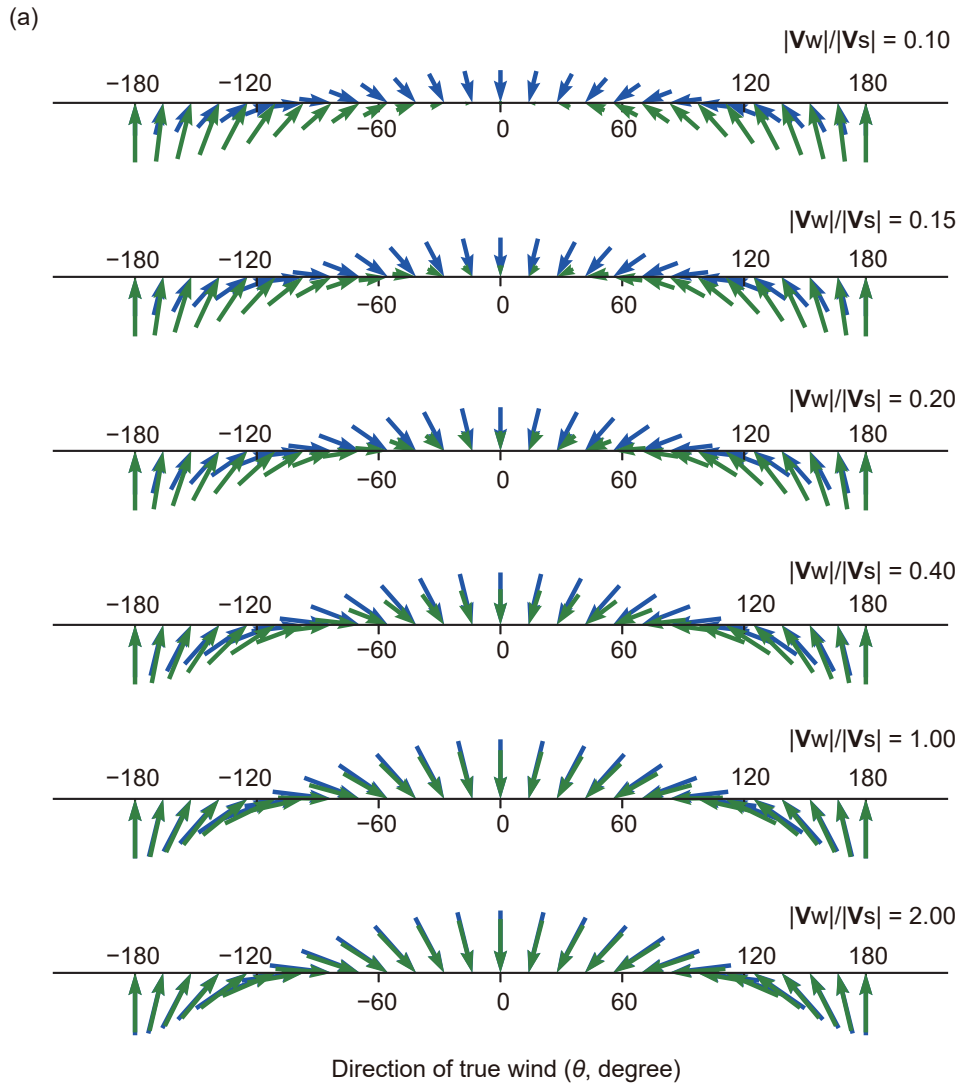 (a)
|Vw|/|Vs| = 0.10
−180 −120 120 180
−60 0 60
|Vw|/|Vs| = 0.15
−180 −120 120 180
−60 0 60
|Vw|/|Vs| = 0.20
−180 −120 120 180
−60 0 60
|Vw|/|Vs| = 0.40
−180 −120 120 180
−60 0 60
|Vw|/|Vs| = 1.00
−180 −120 120 180
−60 0 60
|Vw|/|Vs| = 2.00
−180 −120 120 180
−60 0 60
Direction of true wind (θ, degree)